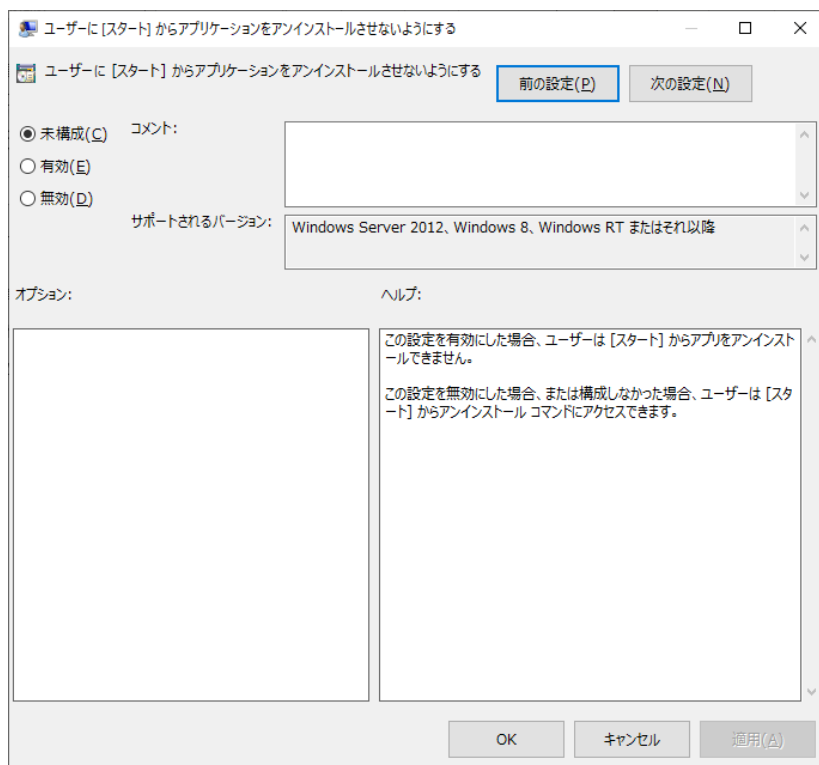 ユーザーに [スタート] からアプリケーションをアンインストールさせないようにする
ユーザーに [スタート] からアプリケーションをアンインストールさせないようにする
前の設定(P)
次の設定(N)
未構成(C)
有効(E)
無効(D)
コメント:
サポートされるバージョン:
Windows Server 2012、Windows 8、Windows RT またはそれ以降
オプション:
ヘルプ:
この設定を有効にした場合、ユーザーは [スタート] からアプリをアンインスト
ールできません。
この設定を無効にした場合、または構成しなかった場合、ユーザーは [スタ
ート] からアンインストール コマンドにアクセスできます。
OK
キャンセル
適用(A)